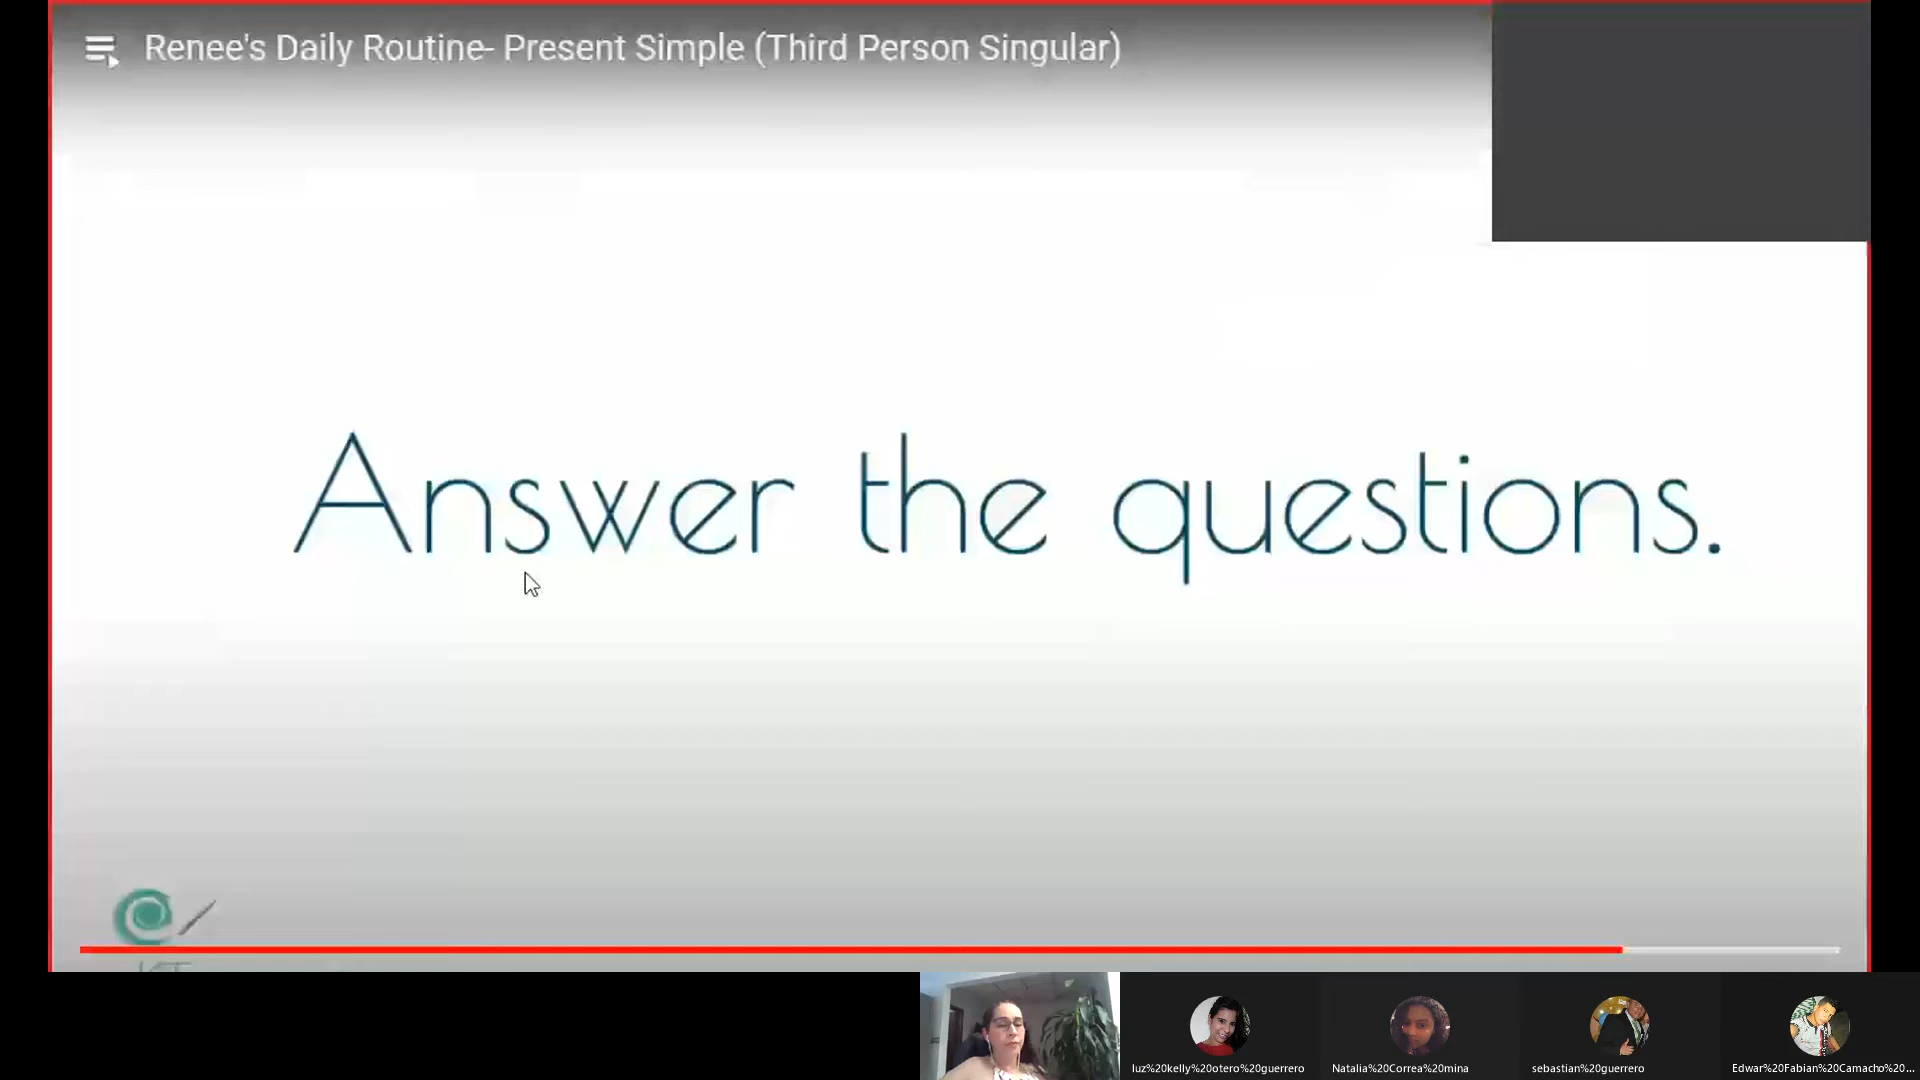 Renee's Daily Routine- Present Simple (Third Person Singular)
Answer the questions.
luz%20kelly%20otero%20guerrero
Natalia%20Correa%20mina
sebastian%20guerrero
Edwar%20Fabian%20Camacho%20...